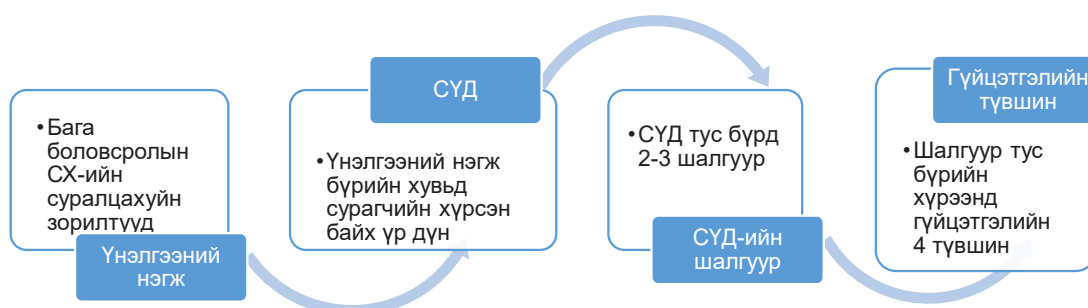 •Бага
боловсролын
СХ-ийн
суралцахуйн
зорилтууд
Үнэлгээний
нэгж
СҮД
•Үнэлгээний нэгж
бүрийн хувьд
сурагчийн хүрсэн
байх үр дүн
•СҮД тус бүрд
2-3 шалгуур
СҮД-ийн
шалгуур
Гүйцэтгэлийн
түвшин
•Шалгуур тус
бүрийн
хүрээнд
гүйцэтгэлийн
4 түвшин